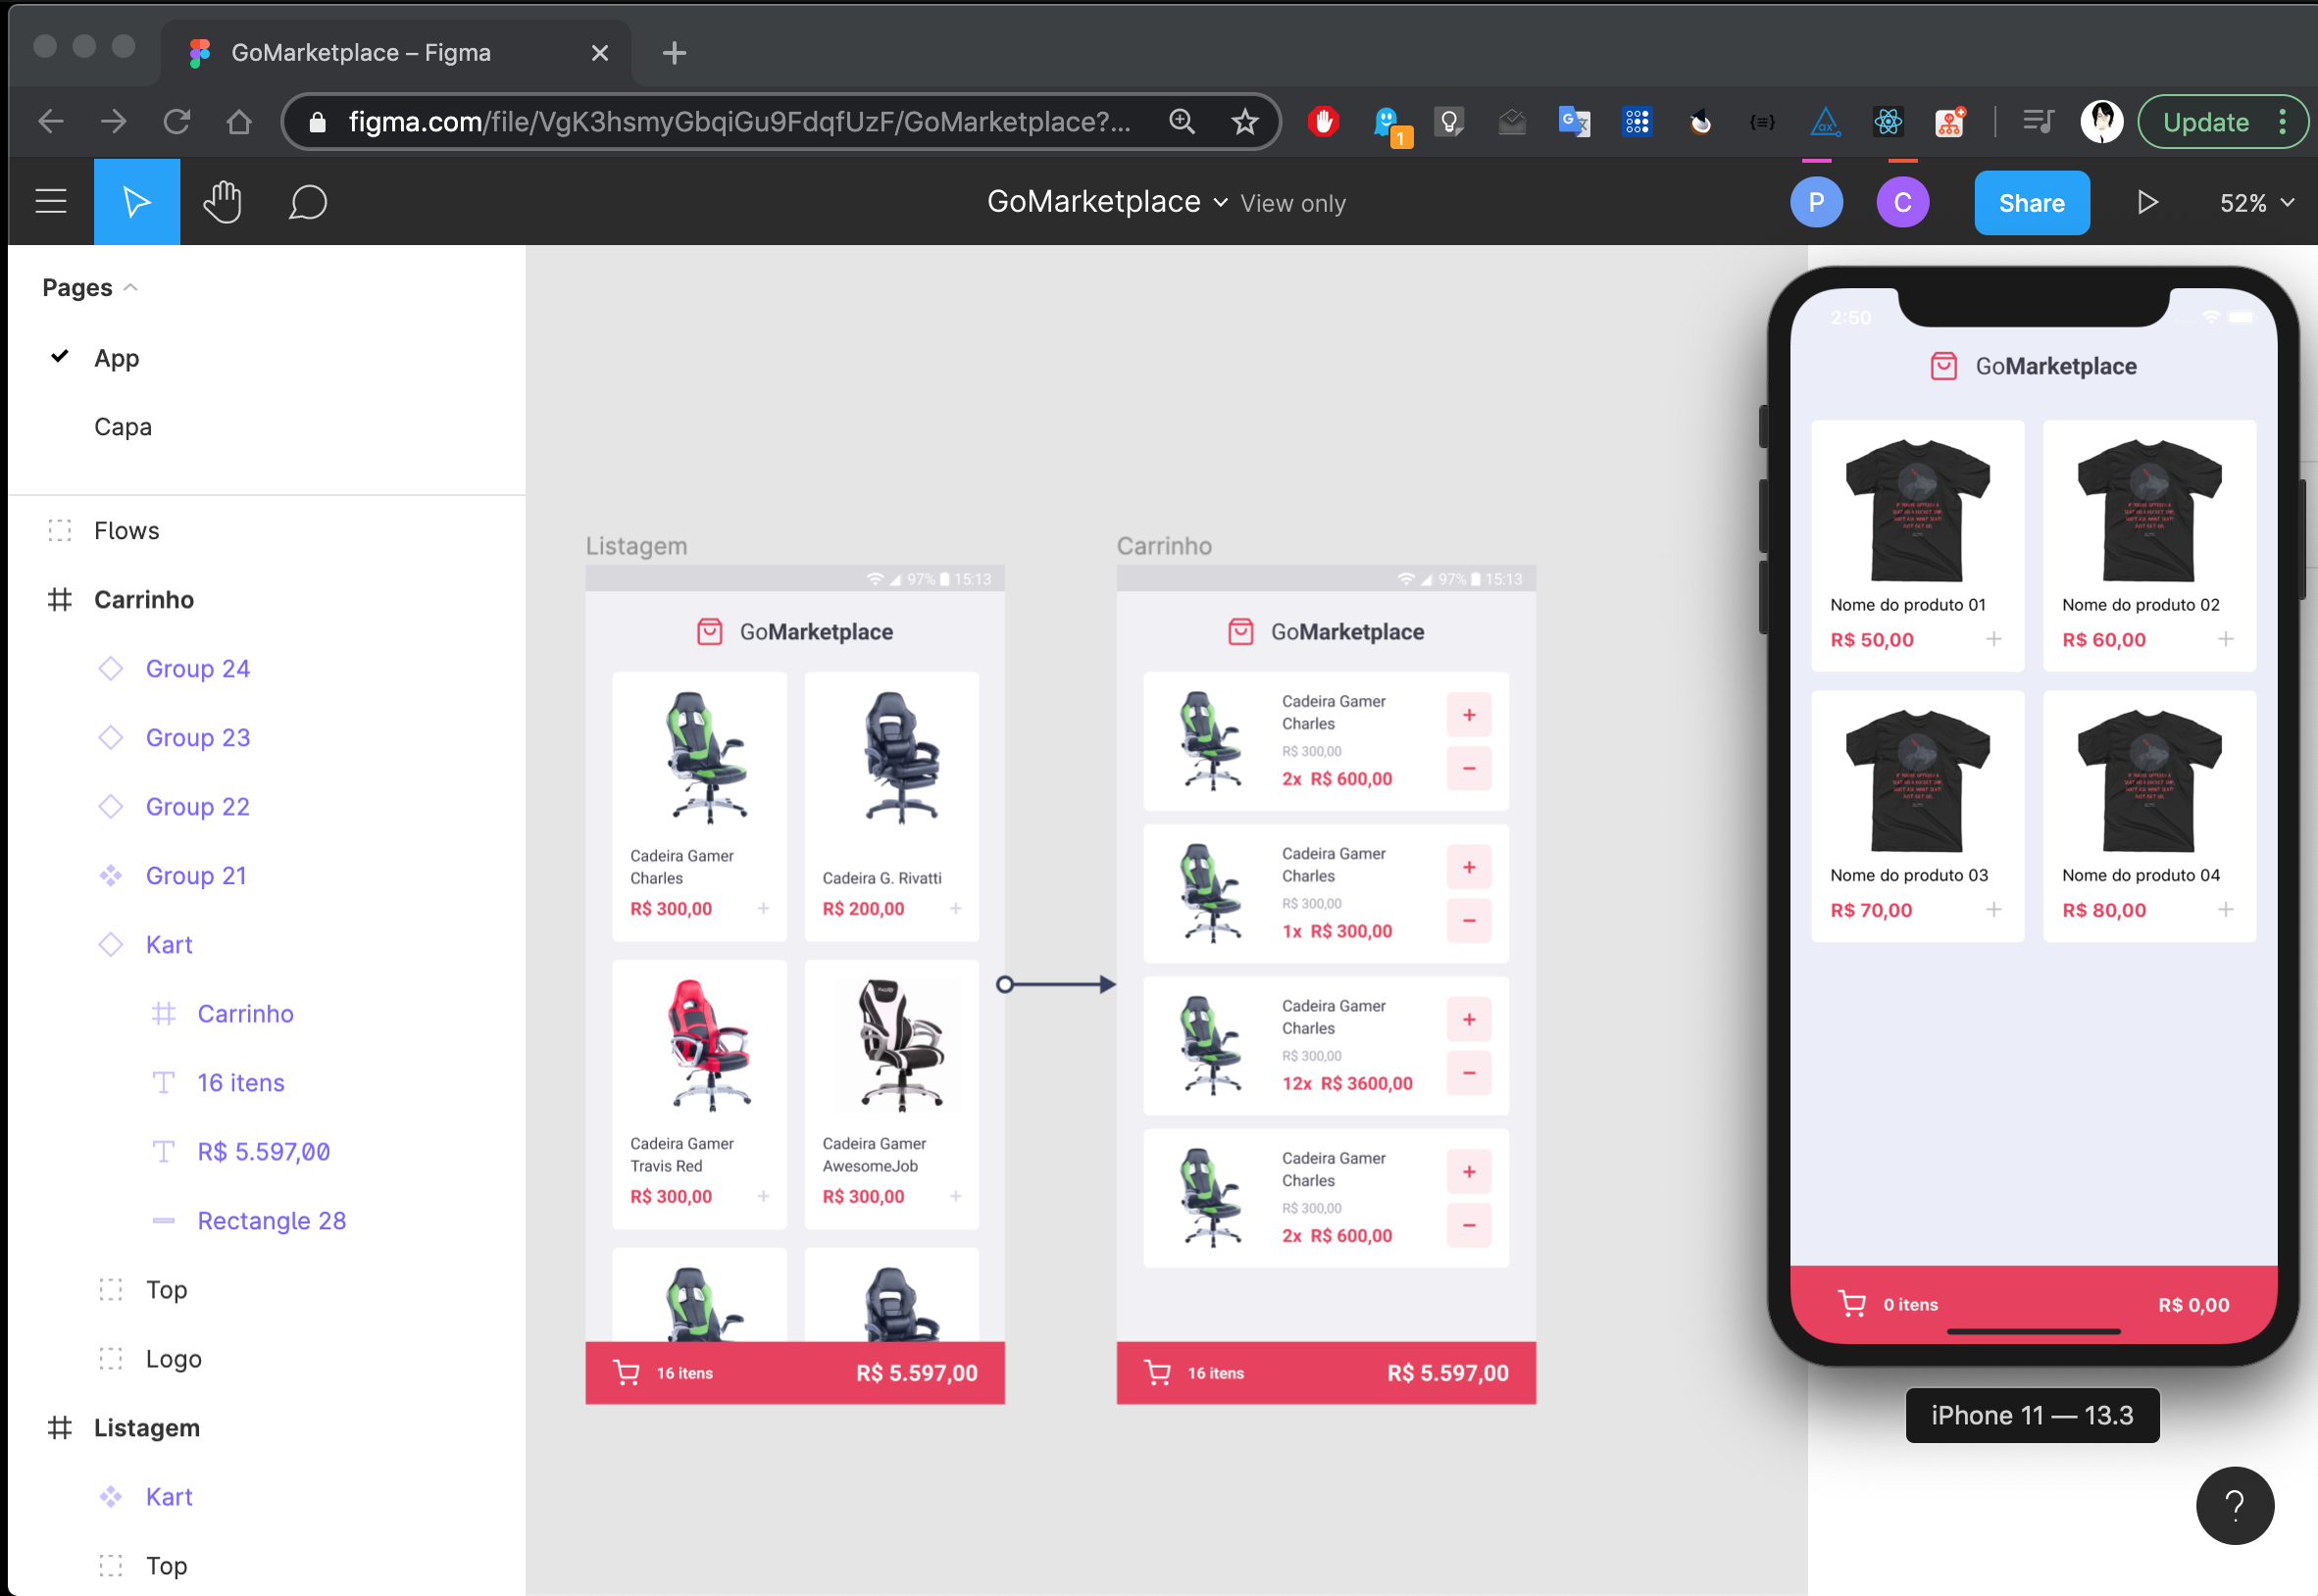 GoMarketplace – Figma
figma.com/file/VgK3hsmyGbqiGu9FdqfUzF/GoMarketplace?...
1
Update
GoMarketplace
View only
P
C
Share
52%
Pages
App
Capa
Flows
Carrinho
Group 24
Group 23
Group 22
Group 21
Kart
Carrinho
16 itens
R$ 5.597,00
Rectangle 28
Top
Logo
Listagem
Kart
Top
Listagem
97% 15:13
GoMarketplace
Cadeira Gamer
Charles
R$ 300,00 +
Cadeira G. Rivatti
R$ 200,00 +
Cadeira Gamer
Travis Red
R$ 300,00 +
Cadeira Gamer
AwesomeJob
R$ 300,00 +
16 itens
R$ 5.597,00
Carrinho
97% 15:13
GoMarketplace
Cadeira Gamer
Charles
R$ 300,00
2x R$ 600,00
+
−
Cadeira Gamer
Charles
R$ 300,00
1x R$ 300,00
+
−
Cadeira Gamer
Charles
R$ 300,00
12x R$ 3600,00
+
−
Cadeira Gamer
Charles
R$ 300,00
2x R$ 600,00
+
−
16 itens
R$ 5.597,00
2:50
GoMarketplace
Nome do produto 01
R$ 50,00 +
Nome do produto 02
R$ 60,00 +
Nome do produto 03
R$ 70,00 +
Nome do produto 04
R$ 80,00 +
0 itens
R$ 0,00
iPhone 11 — 13.3
?